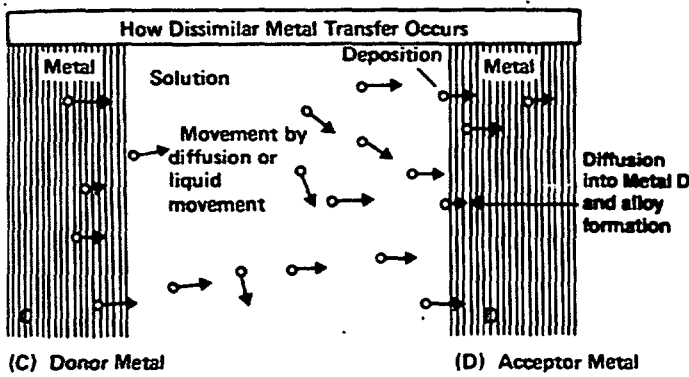 How Dissimilar Metal Transfer Occurs
Metal
Solution
Movement by
diffusion or
liquid
movement
Deposition
Metal
Diffusion
into Metal D
and alloy
formation
C
D
(C) Donor Metal
(D) Acceptor Metal